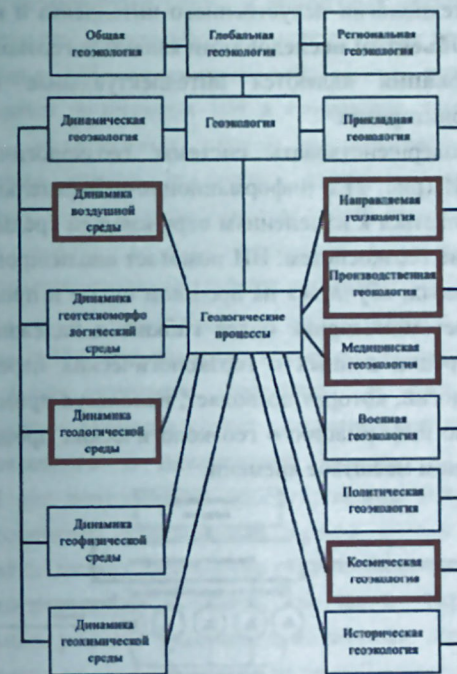 Общая
геоэкология
Глобальная
геоэкология
Региональная
геоэкология
Динамическая
геоэкология
Геоэкология
Прикладная
геоэкология
Динамика
воздушной
среды
Направляемая
геоэкология
Динамика
геотехноморфо
логический
среды
Геологические
процессы
Производственная
геоэкология
Медицинская
геоэкология
Динамика
геологической
среды
Военная
геоэкология
Политическая
геоэкология
Динамика
геофизической
среды
Космическая
геоэкология
Динамика
геохимической
среды
Историческая
геоэкология